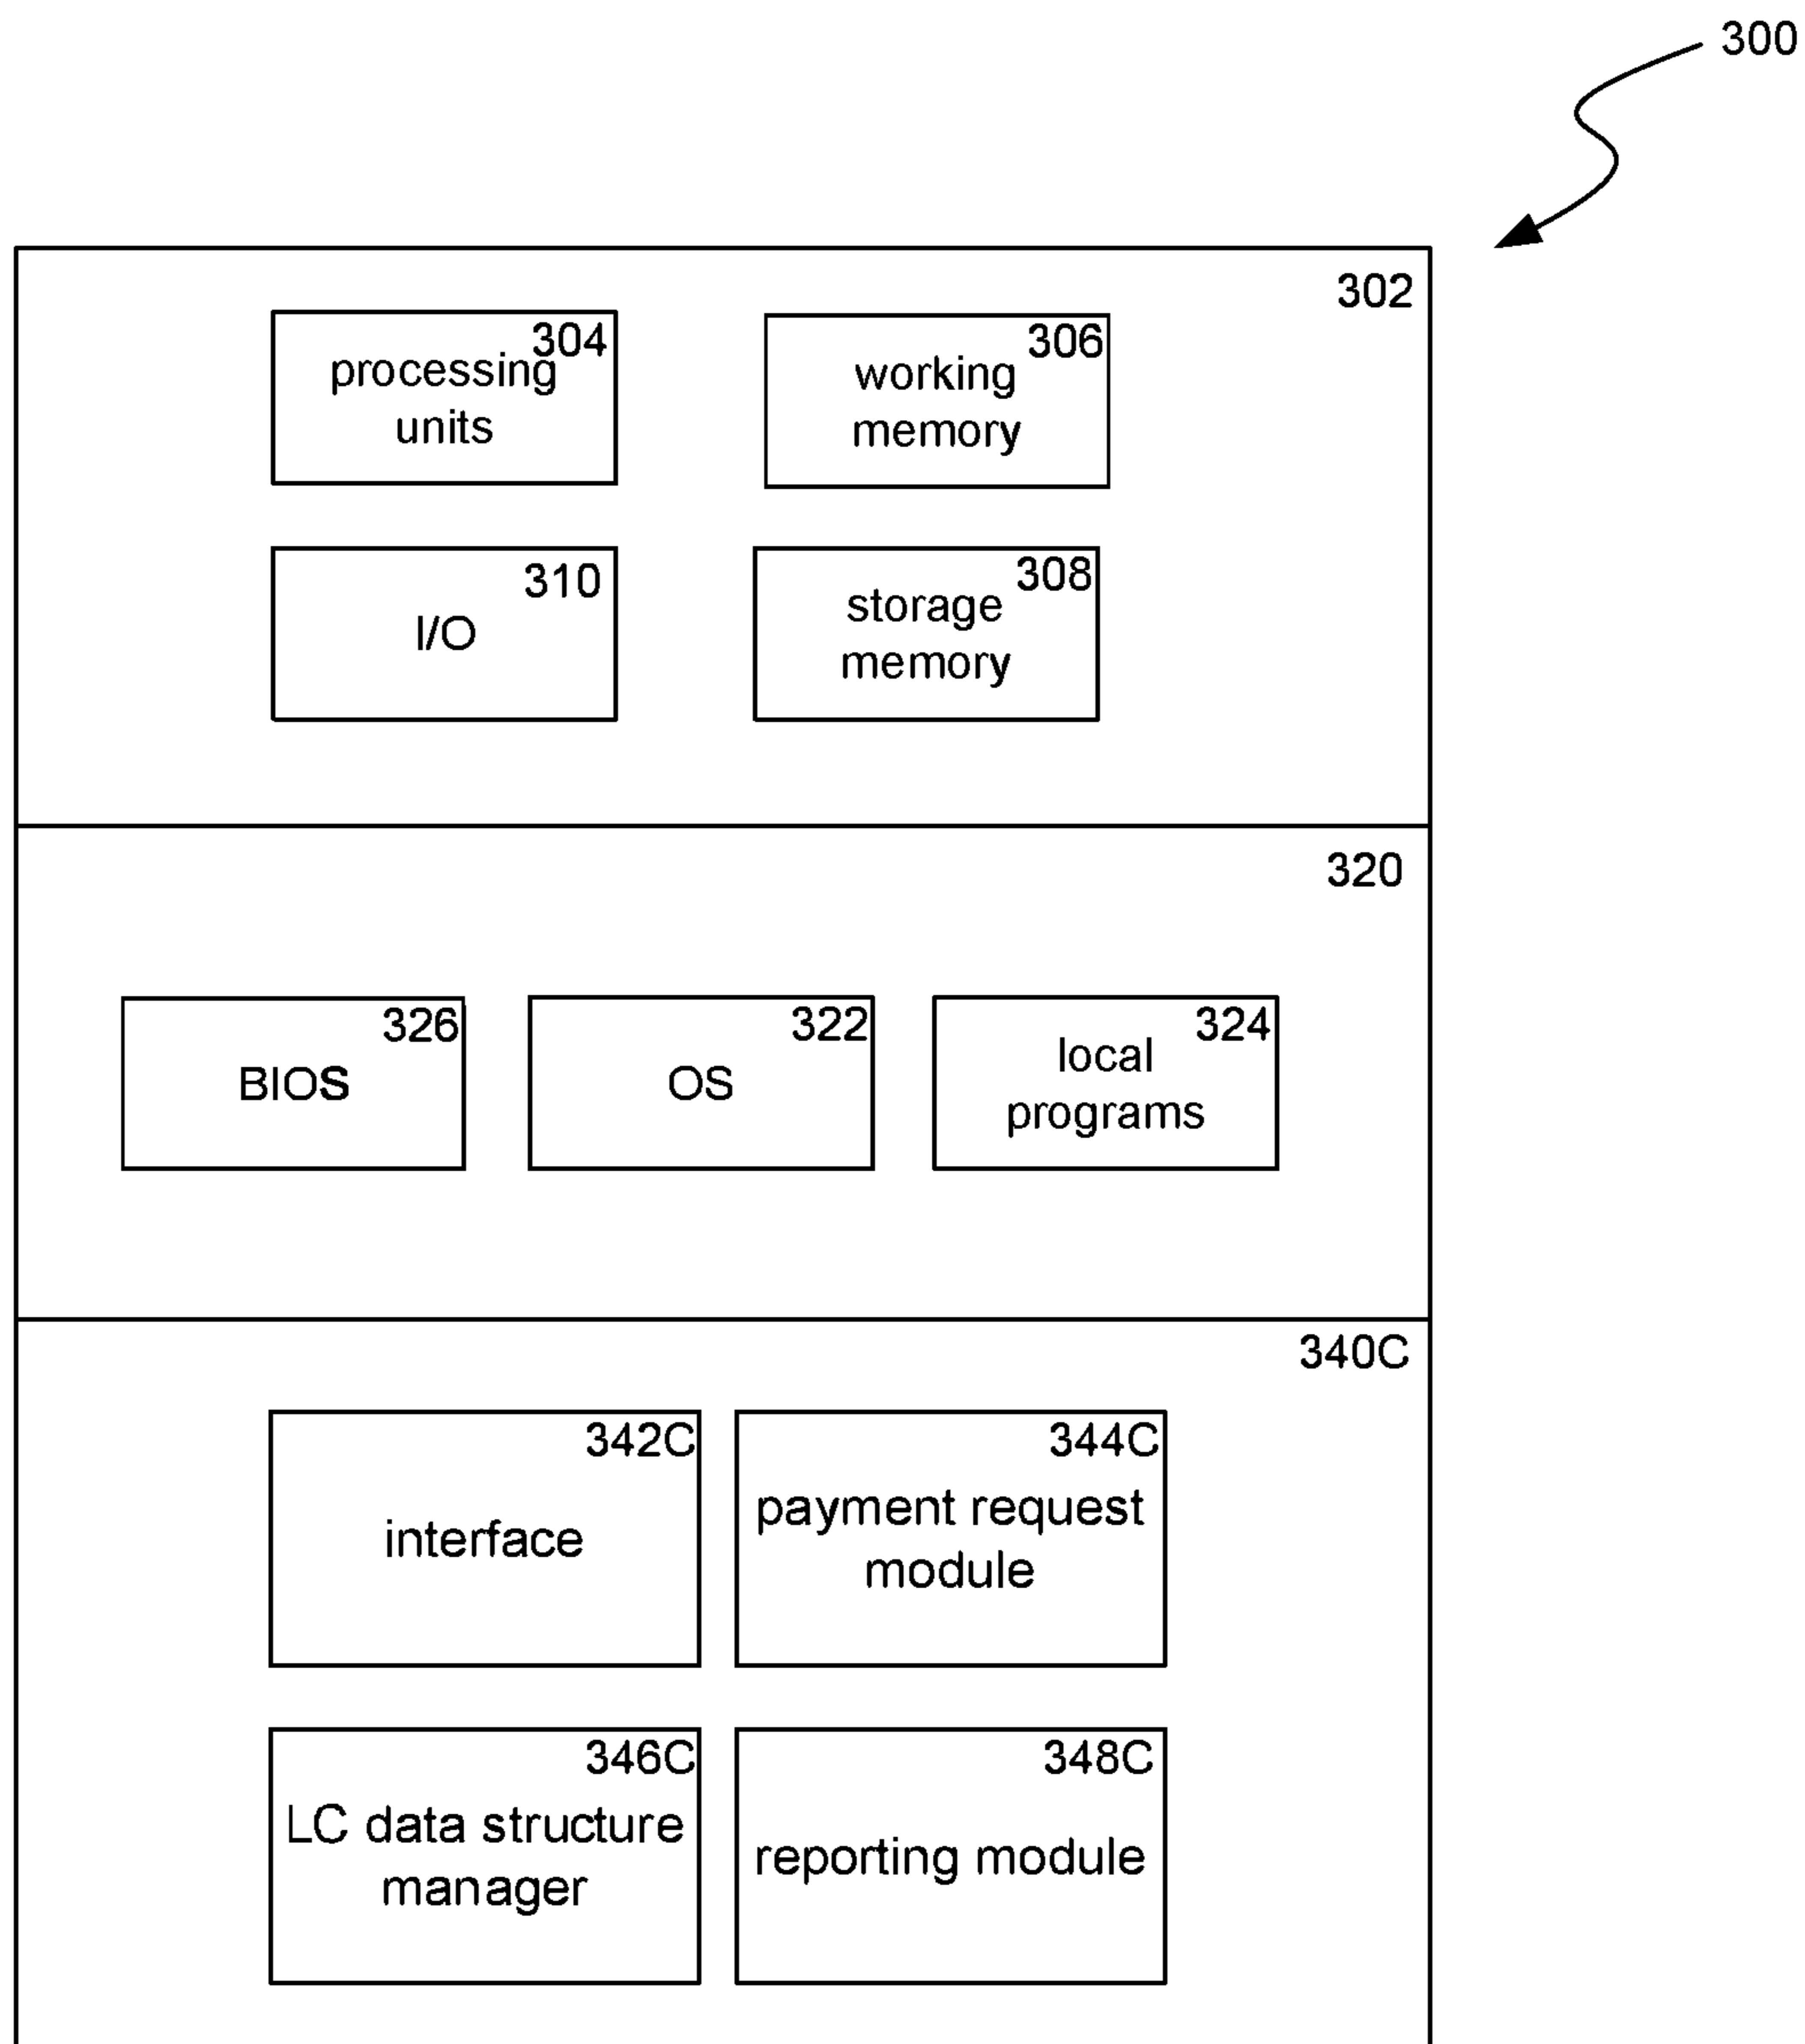 300
302
304
processing
units
306
working
memory
310
I/O
308
storage
memory
320
326
BIOS
322
OS
324
local
programs
340C
342C
interface
344C
payment request
module
346C
LC data structure
manager
348C
reporting module